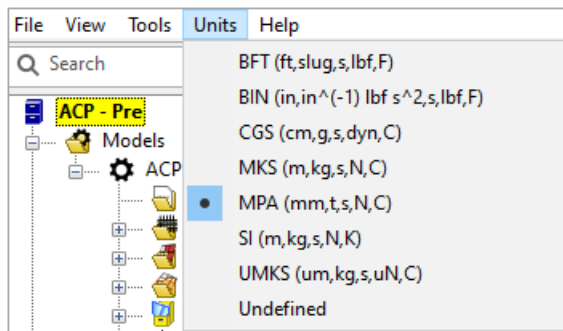 File View Tools Units Help
Search
BFT (ft,slug,s,lbf,F)
BIN (in,in^(-1) lbf s^2,s,lbf,F)
ACP - Pre
CGS (cm,g,s,dyn,C)
Models
MKS (m,kg,s,N,C)
ACP
MPA (mm,t,s,N,C)
SI (m,kg,s,N,K)
UMKS (um,kg,s,uN,C)
Undefined